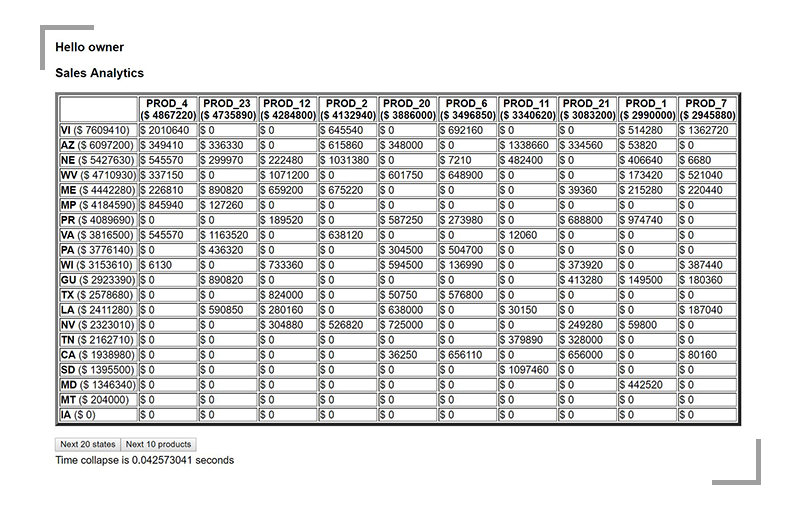 Hello owner
Sales Analytics
PROD_4 PROD_23 PROD_12 PROD_2 PROD_20 PROD_6 PROD_11 PROD_21 PROD_1 PROD_7
($ 4867220) ($ 4735890) ($ 4284800) ($ 4132940) ($ 3886000) ($ 3496850) ($ 3340620) ($ 3083200) ($ 2990000) ($ 2945880)
VI ($ 7609410) $ 2010640 $ 0 $ 0 $ 645540 $ 0 $ 692160 $ 0 $ 0 $ 514280 $ 1362720
AZ ($ 6097200) $ 349410 $ 336330 $ 0 $ 615860 $ 348000 $ 0 $ 1338660 $ 334560 $ 53820 $ 0
NE ($ 5427630) $ 545570 $ 299970 $ 222480 $ 1031380 $ 0 $ 7210 $ 482400 $ 0 $ 406640 $ 6680
WV ($ 4710930) $ 337150 $ 0 $ 1071200 $ 0 $ 601750 $ 648900 $ 0 $ 0 $ 173420 $ 521040
ME ($ 4442280) $ 226810 $ 890820 $ 659200 $ 675220 $ 0 $ 0 $ 0 $ 39360 $ 215280 $ 220440
MP ($ 4184590) $ 845940 $ 127260 $ 0 $ 0 $ 0 $ 0 $ 0 $ 0 $ 0 $ 0
PR ($ 4089690) $ 0 $ 0 $ 189520 $ 0 $ 587250 $ 273980 $ 0 $ 688800 $ 974740 $ 0
VA ($ 3816500) $ 545570 $ 1163520 $ 0 $ 638120 $ 0 $ 0 $ 12060 $ 0 $ 0 $ 0
PA ($ 3776140) $ 0 $ 436320 $ 0 $ 0 $ 304500 $ 504700 $ 0 $ 0 $ 0 $ 0
WI ($ 3153610) $ 6130 $ 0 $ 733360 $ 0 $ 594500 $ 136990 $ 0 $ 373920 $ 0 $ 387440
GU ($ 2923390) $ 0 $ 890820 $ 0 $ 0 $ 0 $ 0 $ 0 $ 413280 $ 149500 $ 180360
TX ($ 2578680) $ 0 $ 0 $ 824000 $ 0 $ 50750 $ 576800 $ 0 $ 0 $ 0 $ 0
LA ($ 2411280) $ 0 $ 590850 $ 280160 $ 0 $ 638000 $ 0 $ 30150 $ 0 $ 0 $ 187040
NV ($ 2323010) $ 0 $ 0 $ 304880 $ 526820 $ 725000 $ 0 $ 0 $ 249280 $ 59800 $ 0
TN ($ 2162710) $ 0 $ 0 $ 0 $ 0 $ 0 $ 0 $ 379890 $ 328000 $ 0 $ 0
CA ($ 1938980) $ 0 $ 0 $ 0 $ 0 $ 36250 $ 656110 $ 0 $ 656000 $ 0 $ 80160
SD ($ 1395500) $ 0 $ 0 $ 0 $ 0 $ 0 $ 0 $ 1097460 $ 0 $ 0 $ 0
MD ($ 1346340) $ 0 $ 0 $ 0 $ 0 $ 0 $ 0 $ 0 $ 0 $ 442520 $ 0
MT ($ 204000) $ 0 $ 0 $ 0 $ 0 $ 0 $ 0 $ 0 $ 0 $ 0 $ 0
IA ($ 0) $ 0 $ 0 $ 0 $ 0 $ 0 $ 0 $ 0 $ 0 $ 0 $ 0
Next 20 states Next 10 products
Time collapse is 0.042573041 seconds